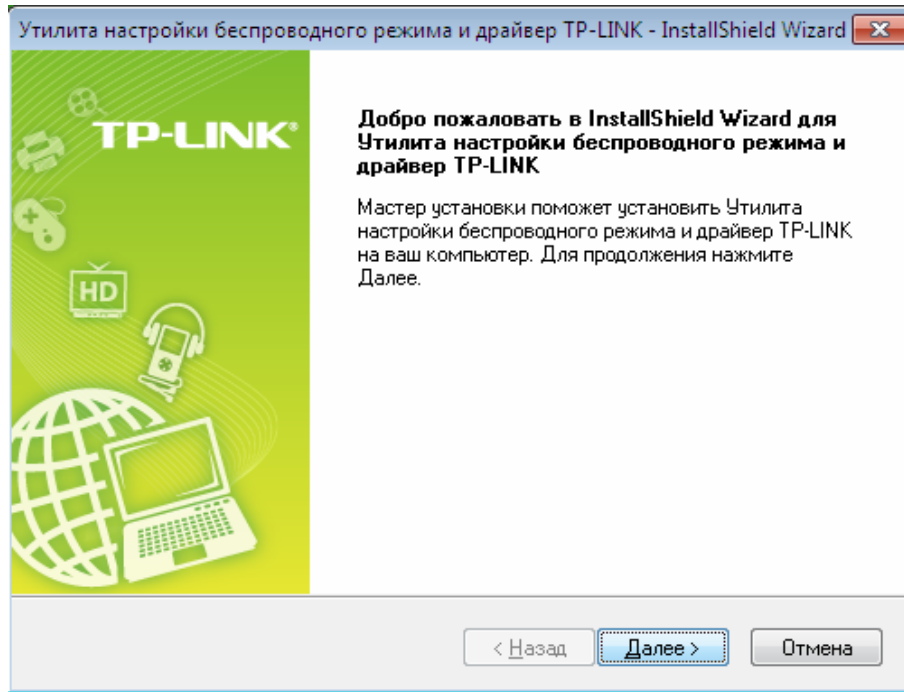 Утилита настройки беспроводного режима и драйвер TP-LINK - InstallShield Wizard
TP-LINK®
Добро пожаловать в InstallShield Wizard для
Утилита настройки беспроводного режима и
драйвер TP-LINK
Мастер установки поможет установить Утилита
настройки беспроводного режима и драйвер TP-LINK
на ваш компьютер. Для продолжения нажмите
Далее.
HD
< Назад
Далее >
Отмена